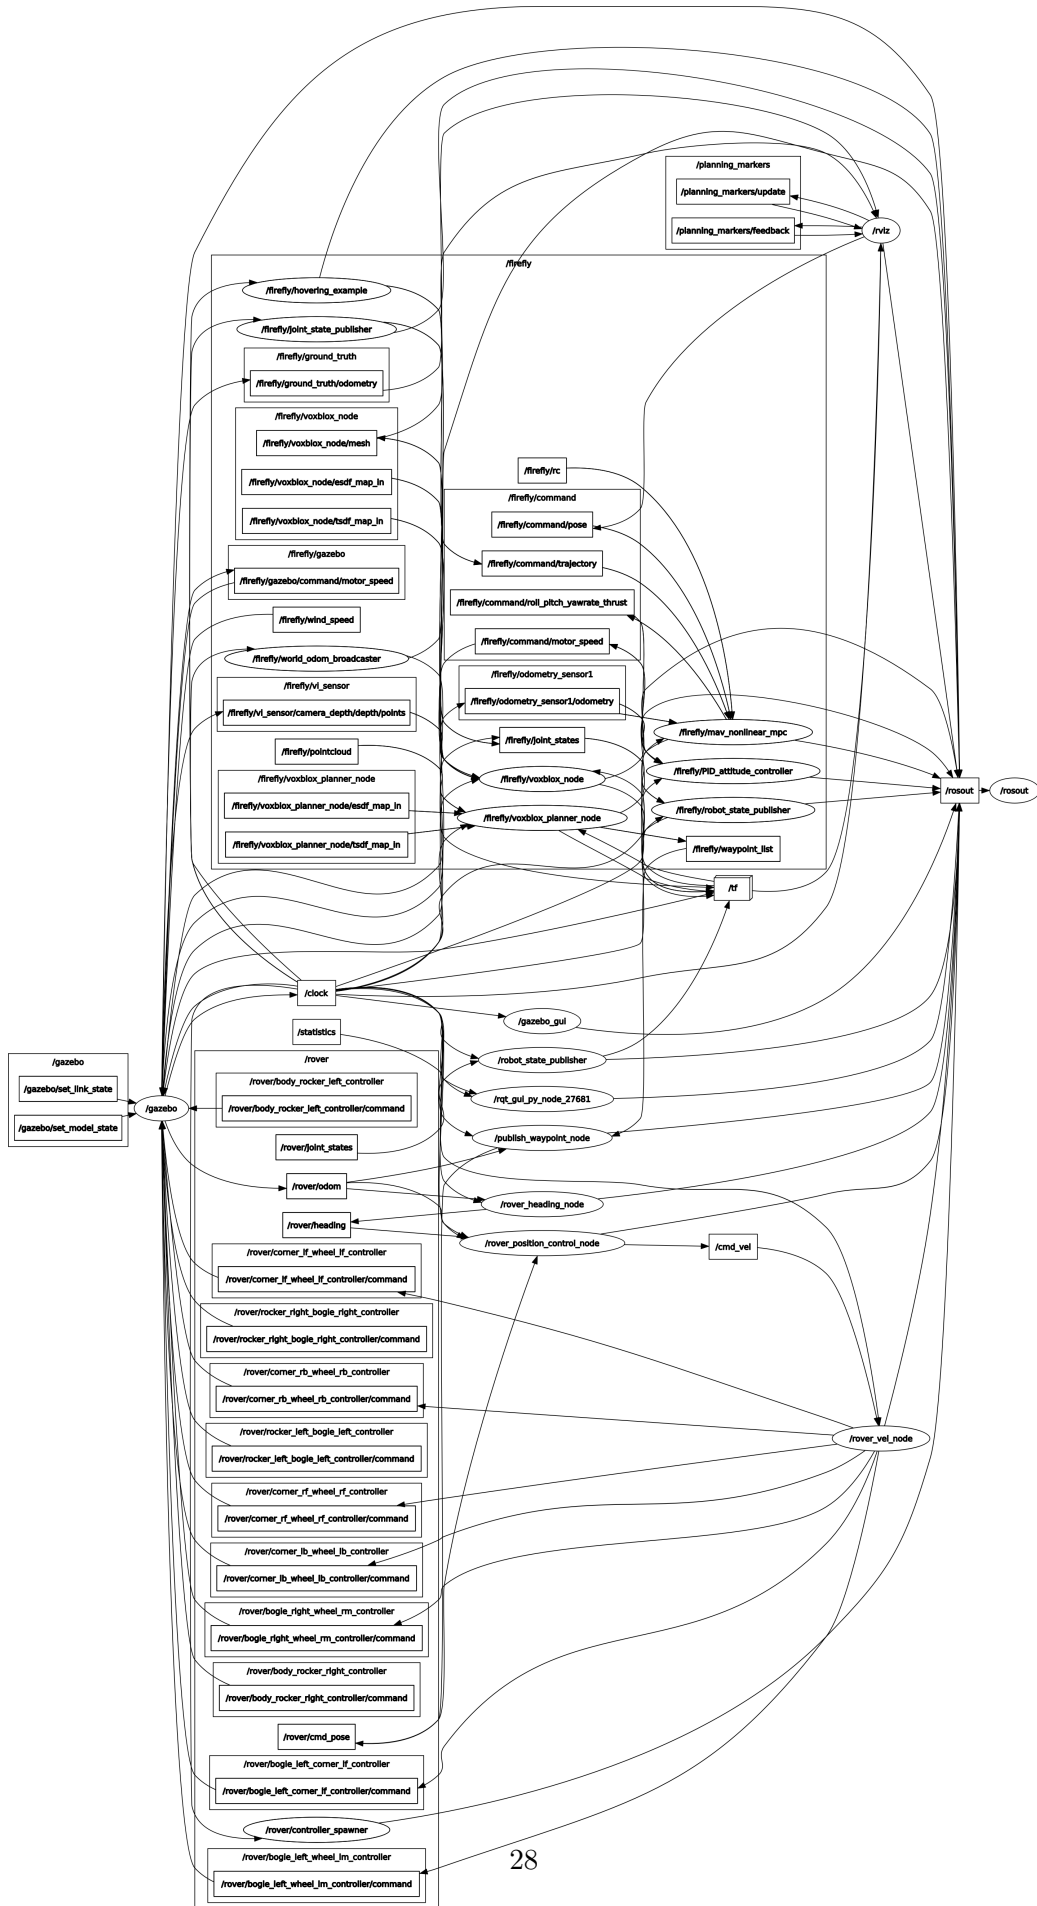 /planning_markers
/planning_markers/update
/planning_markers/feedback
/rviz
/firefly
/firefly/hovering_example
/firefly/joint_state_publisher
/firefly/ground_truth
/firefly/ground_truth/odometry
/firefly/voxblox_node
/firefly/voxblox_node/mesh
/firefly/voxblox_node/esdf_map_in
/firefly/voxblox_node/tsdf_map_in
/firefly/gazebo
/firefly/gazebo/command/motor_speed
/firefly/wind_speed
/firefly/world_odom_broadcaster
/firefly/vi_sensor
/firefly/vi_sensor/camera_depth/depth/points
/firefly/pointcloud
/firefly/voxblox_planner_node
/firefly/voxblox_planner_node/esdf_map_in
/firefly/voxblox_planner_node/tsdf_map_in
/firefly/rc
/firefly/command
/firefly/command/pose
/firefly/command/trajectory
/firefly/command/roll_pitch_yawrate_thrust
/firefly/command/motor_speed
/firefly/odometry_sensor1
/firefly/odometry_sensor1/odometry
/firefly/joint_states
/firefly/voxblox_node
/firefly/voxblox_planner_node
/firefly/mav_nonlinear_mpc
/firefly/PID_attitude_controller
/firefly/robot_state_publisher
/firefly/waypoint_list
/rosout
/rosout
/tf
/clock
/statistics
/gazebo_gui
/robot_state_publisher
/rqt_gui_py_node_27681
/publish_waypoint_node
/gazebo
/gazebo/set_link_state
/gazebo/set_model_state
/gazebo
/rover
/rover/body_rocker_left_controller
/rover/body_rocker_left_controller/command
/rover/joint_states
/rover/odom
/rover/heading
/rover_heading_node
/rover_position_control_node
/cmd_vel
/rover/corner_lf_wheel_lf_controller
/rover/corner_lf_wheel_lf_controller/command
/rover/rocker_right_bogie_right_controller
/rover/rocker_right_bogie_right_controller/command
/rover/corner_rb_wheel_rb_controller
/rover/corner_rb_wheel_rb_controller/command
/rover_vel_node
/rover/rocker_left_bogie_left_controller
/rover/rocker_left_bogie_left_controller/command
/rover/corner_rf_wheel_rf_controller
/rover/corner_rf_wheel_rf_controller/command
/rover/corner_lb_wheel_lb_controller
/rover/corner_lb_wheel_lb_controller/command
/rover/bogie_right_wheel_rm_controller
/rover/bogie_right_wheel_rm_controller/command
/rover/body_rocker_right_controller
/rover/body_rocker_right_controller/command
/rover/cmd_pose
/rover/bogie_left_corner_lf_controller
/rover/bogie_left_corner_lf_controller/command
/rover/controller_spawner
/rover/bogie_left_wheel_lm_controller
/rover/bogie_left_wheel_lm_controller/command
28